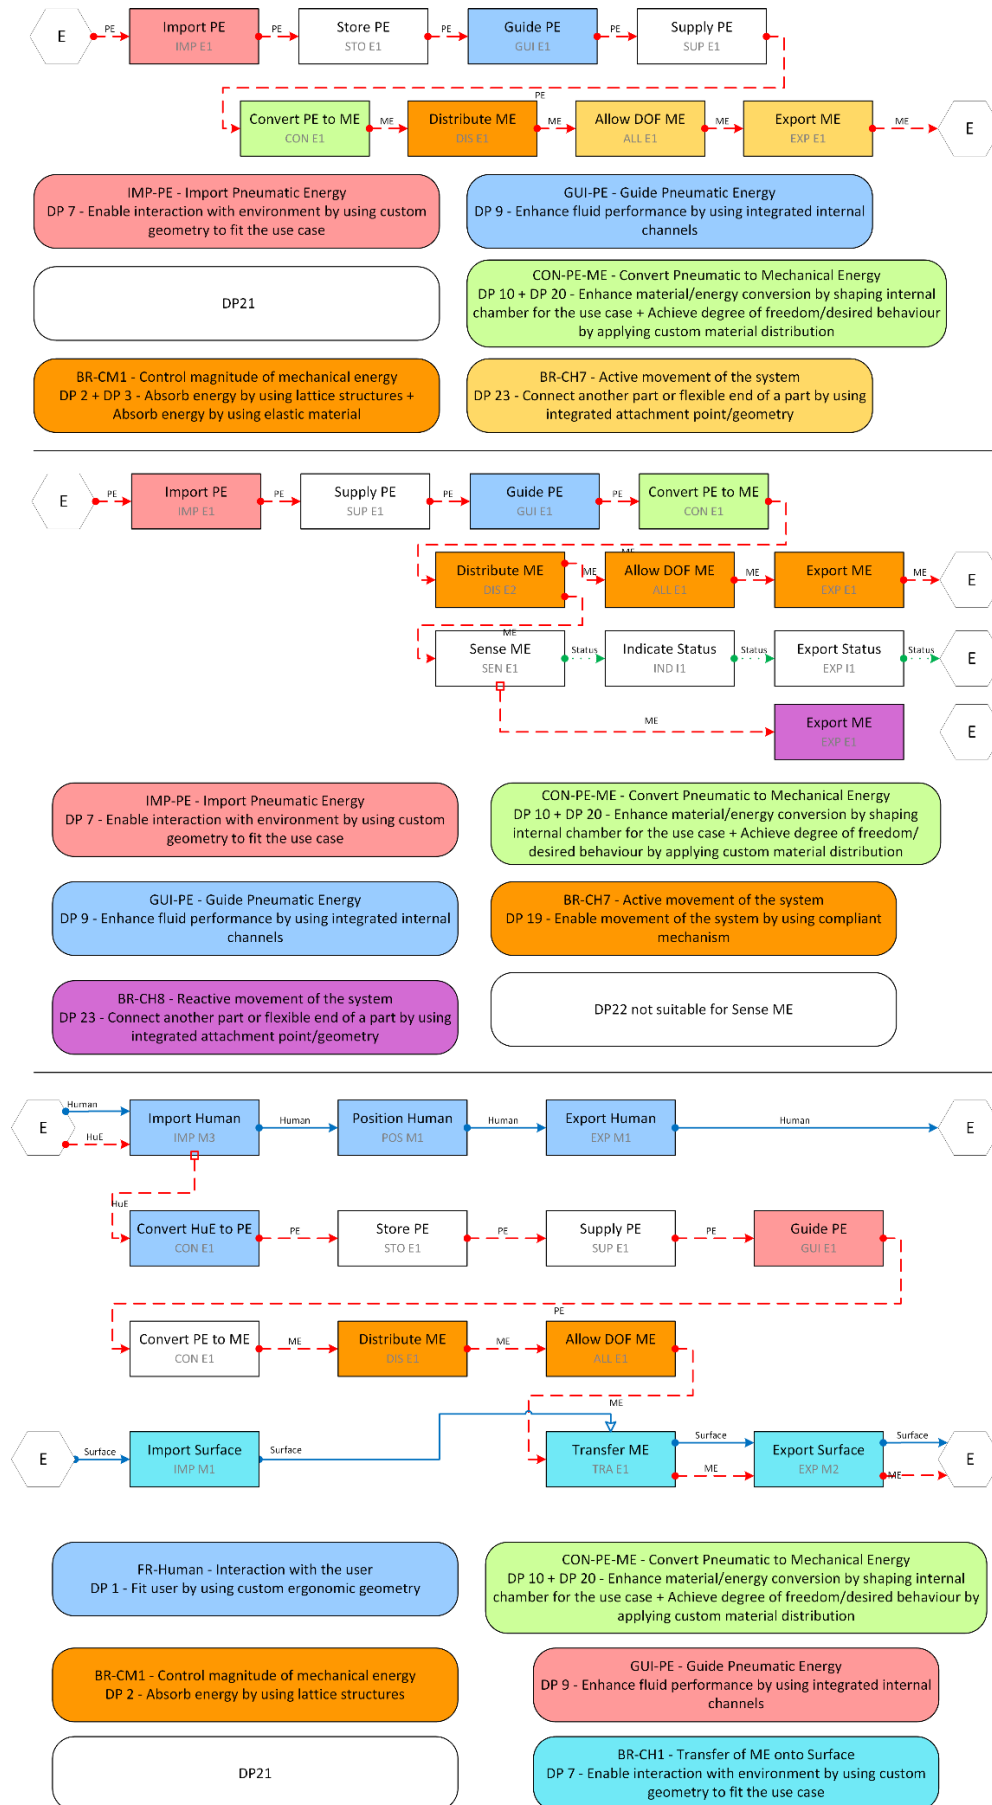 E
PE
Import PE
IMP E1
PE
Store PE
STO E1
PE
Guide PE
GUI E1
PE
Supply PE
SUP E1
PE
Convert PE to ME
CON E1
ME
Distribute ME
DIS E1
ME
Allow DOF ME
ALL E1
ME
Export ME
EXP E1
ME
E
IMP-PE - Import Pneumatic Energy
DP 7 - Enable interaction with environment by using custom
geometry to fit the use case
GUI-PE - Guide Pneumatic Energy
DP 9 - Enhance fluid performance by using integrated internal
channels
DP21
CON-PE-ME - Convert Pneumatic to Mechanical Energy
DP 10 + DP 20 - Enhance material/energy conversion by shaping internal
chamber for the use case + Achieve degree of freedom/desired behaviour
by applying custom material distribution
BR-CM1 - Control magnitude of mechanical energy
DP 2 + DP 3 - Absorb energy by using lattice structures +
Absorb energy by using elastic material
BR-CH7 - Active movement of the system
DP 23 - Connect another part or flexible end of a part by using
integrated attachment point/geometry
E
PE
Import PE
IMP E1
PE
Supply PE
SUP E1
PE
Guide PE
GUI E1
PE
Convert PE to ME
CON E1
ME
Distribute ME
DIS E2
ME
Allow DOF ME
ALL E1
ME
Export ME
EXP E1
ME
E
ME
Sense ME
SEN E1
Status
Indicate Status
IND I1
Status
Export Status
EXP I1
Status
E
ME
Export ME
EXP E1
E
IMP-PE - Import Pneumatic Energy
DP 7 - Enable interaction with environment by using custom
geometry to fit the use case
CON-PE-ME - Convert Pneumatic to Mechanical Energy
DP 10 + DP 20 - Enhance material/energy conversion by shaping
internal chamber for the use case + Achieve degree of freedom/
desired behaviour by applying custom material distribution
GUI-PE - Guide Pneumatic Energy
DP 9 - Enhance fluid performance by using integrated internal
channels
BR-CH7 - Active movement of the system
DP 19 - Enable movement of the system by using compliant
mechanism
BR-CH8 - Reactive movement of the system
DP 23 - Connect another part or flexible end of a part by using
integrated attachment point/geometry
DP22 not suitable for Sense ME
E
Human
HuE
Import Human
IMP M3
Human
Position Human
POS M1
Human
Export Human
EXP M1
Human
E
HuE
Convert HuE to PE
CON E1
PE
Store PE
STO E1
PE
Supply PE
SUP E1
PE
Guide PE
GUI E1
PE
Convert PE to ME
CON E1
ME
Distribute ME
DIS E1
ME
Allow DOF ME
ALL E1
ME
E
Surface
Import Surface
IMP M1
Surface
Transfer ME
TRA E1
Surface
ME
Export Surface
EXP M2
Surface
ME
E
FR-Human - Interaction with the user
DP 1 - Fit user by using custom ergonomic geometry
CON-PE-ME - Convert Pneumatic to Mechanical Energy
DP 10 + DP 20 - Enhance material/energy conversion by shaping internal
chamber for the use case + Achieve degree of freedom/desired behaviour by
applying custom material distribution
BR-CM1 - Control magnitude of mechanical energy
DP 2 - Absorb energy by using lattice structures
GUI-PE - Guide Pneumatic Energy
DP 9 - Enhance fluid performance by using integrated internal
channels
DP21
BR-CH1 - Transfer of ME onto Surface
DP 7 - Enable interaction with environment by using custom
geometry to fit the use case